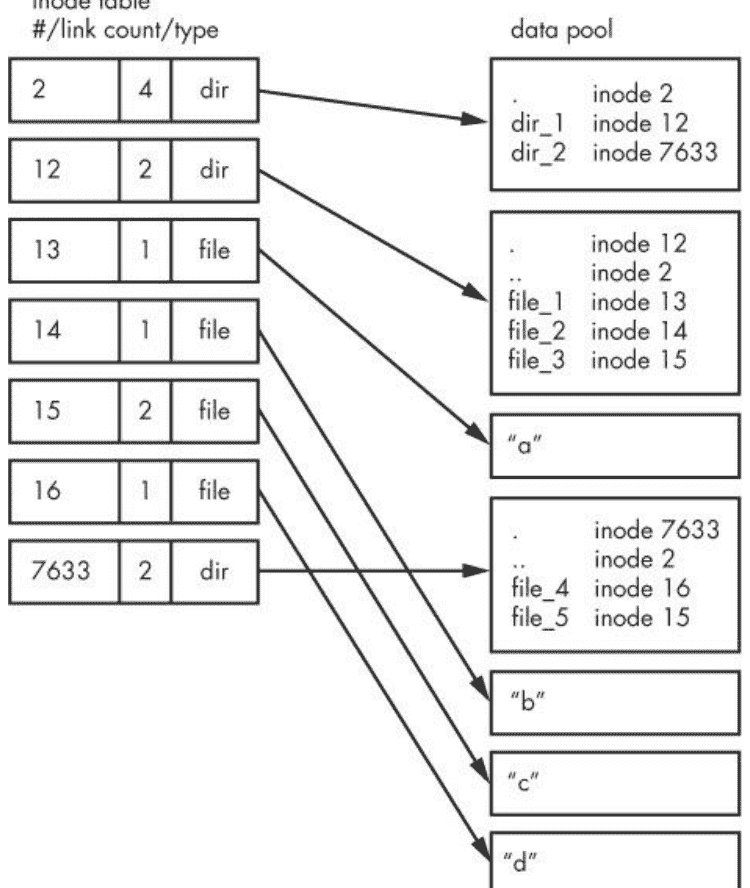 inode table
#/link count/type
2 4 dir
12 2 dir
13 1 file
14 1 file
15 2 file
16 1 file
7633 2 dir
data pool
. inode 2
dir_1 inode 12
dir_2 inode 7633
. inode 12
.. inode 2
file_1 inode 13
file_2 inode 14
file_3 inode 15
“a”
. inode 7633
.. inode 2
file_4 inode 16
file_5 inode 15
“b”
“c”
“d”